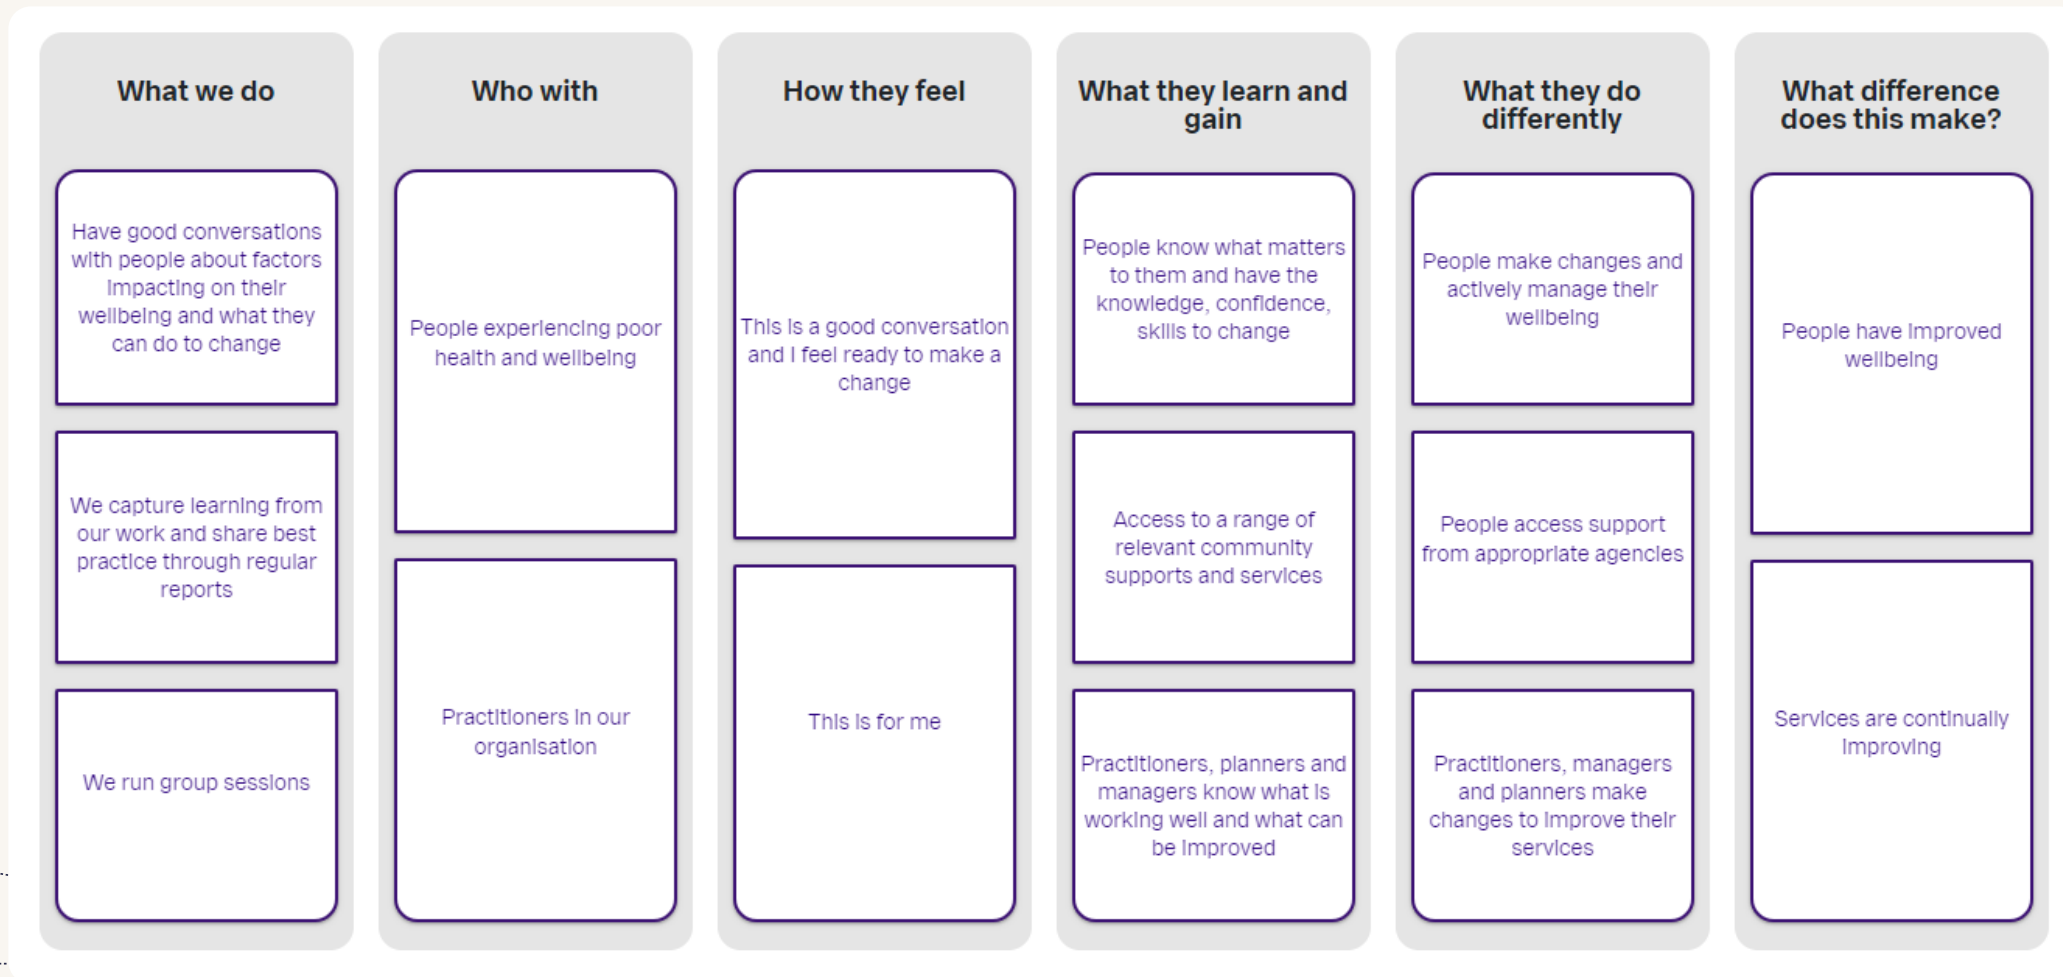 What we do
Have good conversations
with people about factors
impacting on their
wellbeing and what they
can do to change
We capture learning from
our work and share best
practice through regular
reports
We run group sessions
Who with
People experiencing poor
health and wellbeing
Practitioners in our
organisation
How they feel
This is a good conversation
and I feel ready to make a
change
This is for me
What they learn and
gain
People know what matters
to them and have the
knowledge, confidence,
skills to change
Access to a range of
relevant community
supports and services
Practitioners, planners and
managers know what is
working well and what can
be improved
What they do
differently
People make changes and
actively manage their
wellbeing
People access support
from appropriate agencies
Practitioners, managers
and planners make
changes to improve their
services
What difference
does this make?
People have improved
wellbeing
Services are continually
improving